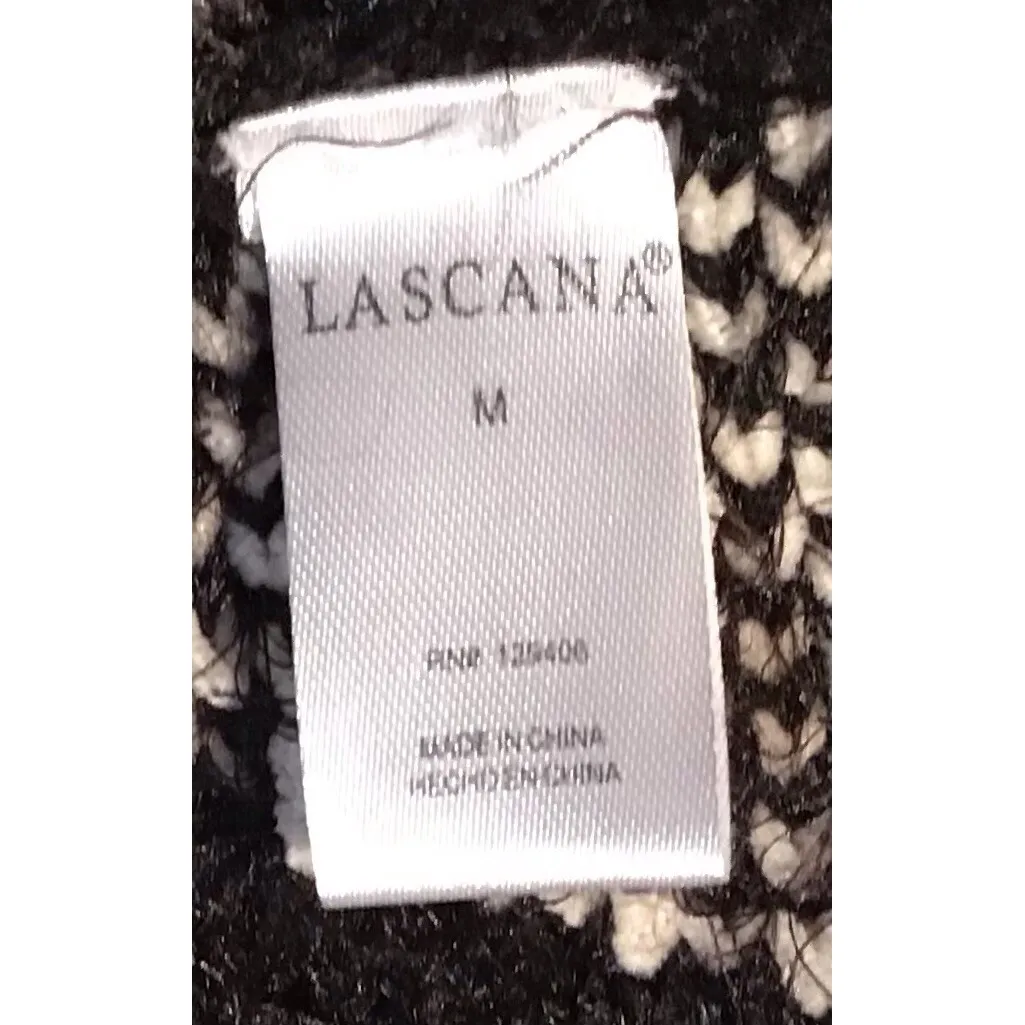 LASCANA®
M
RN# 129406
MADE IN CHINA
HECHO EN CHINA